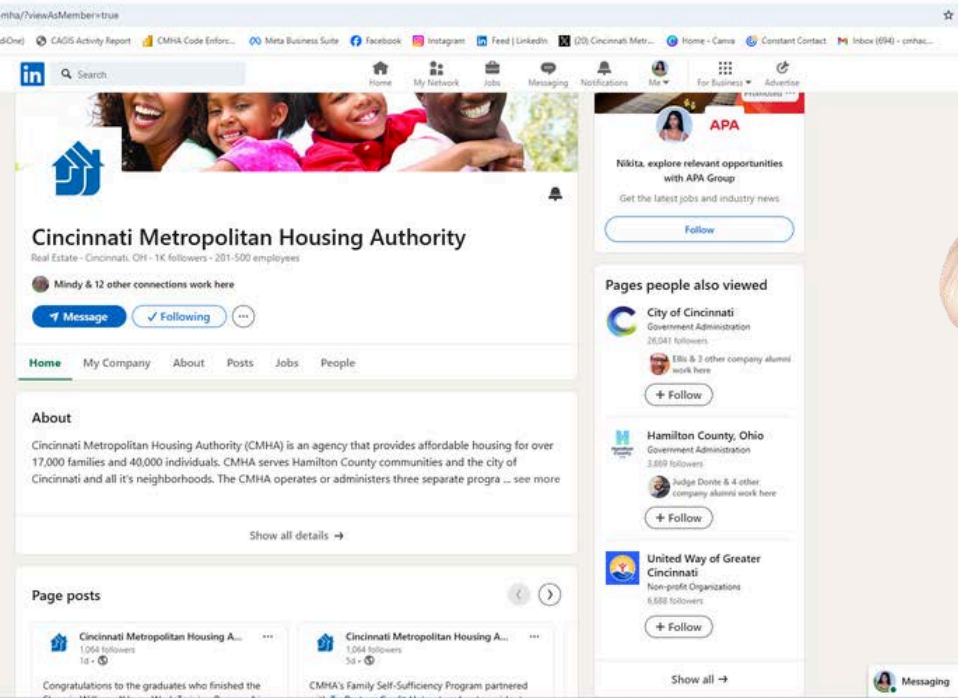 mha/?viewAsMember=true
CAGIS Activity Report
CMHA Code Enforc...
Meta Business Suite
Facebook
Instagram
Feed | LinkedIn
(20) Cincinnati Metr...
Home - Canva
Constant Contact
Inbox (694) - cmhac...
in
Search
Home
My Network
Jobs
Messaging
Notifications
Me
For Business
Advertise
Promoted
APA
Nikita, explore relevant opportunities
with APA Group
Get the latest jobs and industry news
Follow
Cincinnati Metropolitan Housing Authority
Real Estate · Cincinnati, OH · 1K followers · 201-500 employees
Mindy & 12 other connections work here
Message
Following
Home
My Company
About
Posts
Jobs
People
About
Cincinnati Metropolitan Housing Authority (CMHA) is an agency that provides affordable housing for over
17,000 families and 40,000 individuals. CMHA serves Hamilton County communities and the city of
Cincinnati and all it's neighborhoods. The CMHA operates or administers three separate progra ... see more
Show all details →
Page posts
Cincinnati Metropolitan Housing A...
1,064 followers
1d
Congratulations to the graduates who finished the
Cincinnati Metropolitan Housing A...
1,064 followers
5d
CMHA's Family Self-Sufficiency Program partnered
Pages people also viewed
City of Cincinnati
Government Administration
26,041 followers
Ellis & 3 other company alumni
work here
+ Follow
Hamilton County, Ohio
Government Administration
3,869 followers
Judge Donte & 4 other
company alumni work here
+ Follow
United Way of Greater
Cincinnati
Non-profit Organizations
6,688 followers
+ Follow
Show all →
Messaging